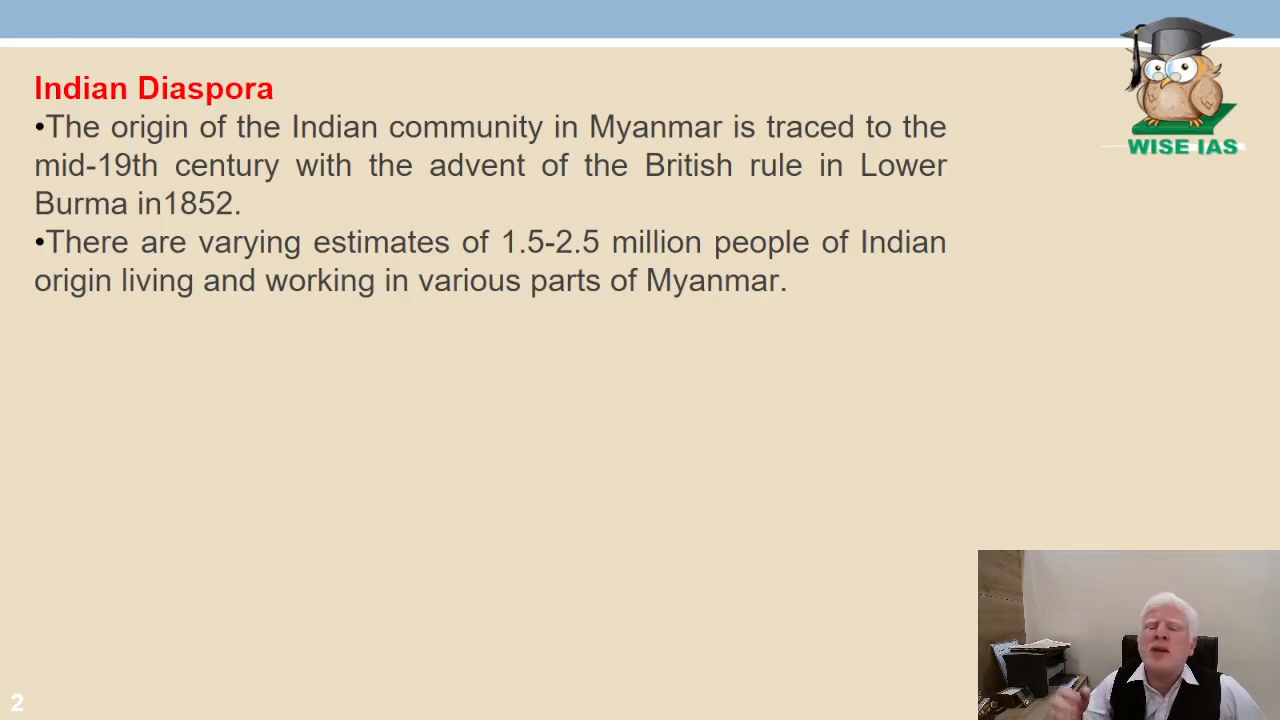 Indian Diaspora
•The origin of the Indian community in Myanmar is traced to the
mid-19th century with the advent of the British rule in Lower
Burma in1852.
•There are varying estimates of 1.5-2.5 million people of Indian
origin living and working in various parts of Myanmar.
WISE IAS
2